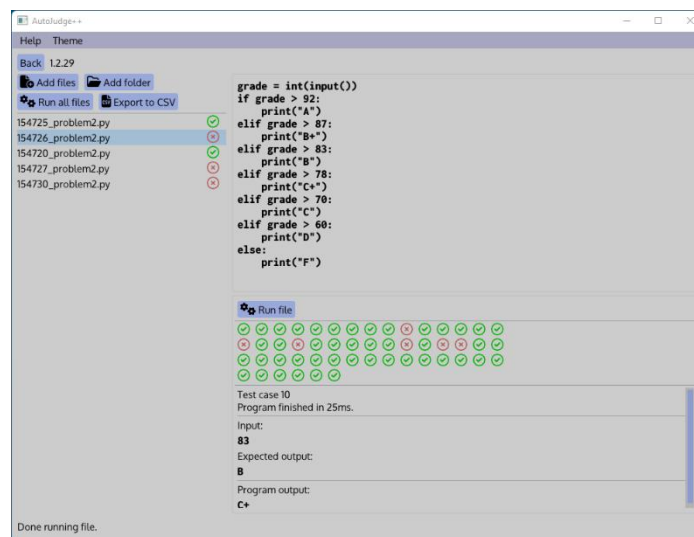 AutoJudge++
Help Theme
Back 1.2.29
Add files Add folder
Run all files Export to CSV
154725_problem2.py
154726_problem2.py
154720_problem2.py
154727_problem2.py
154730_problem2.py
grade = int(input())
if grade > 92:
    print("A")
elif grade > 87:
    print("B+")
elif grade > 83:
    print("B")
elif grade > 78:
    print("C+")
elif grade > 70:
    print("C")
elif grade > 60:
    print("D")
else:
    print("F")
Run file
Test case 10
Program finished in 25ms.
Input:
83
Expected output:
B
Program output:
C+
Done running file.